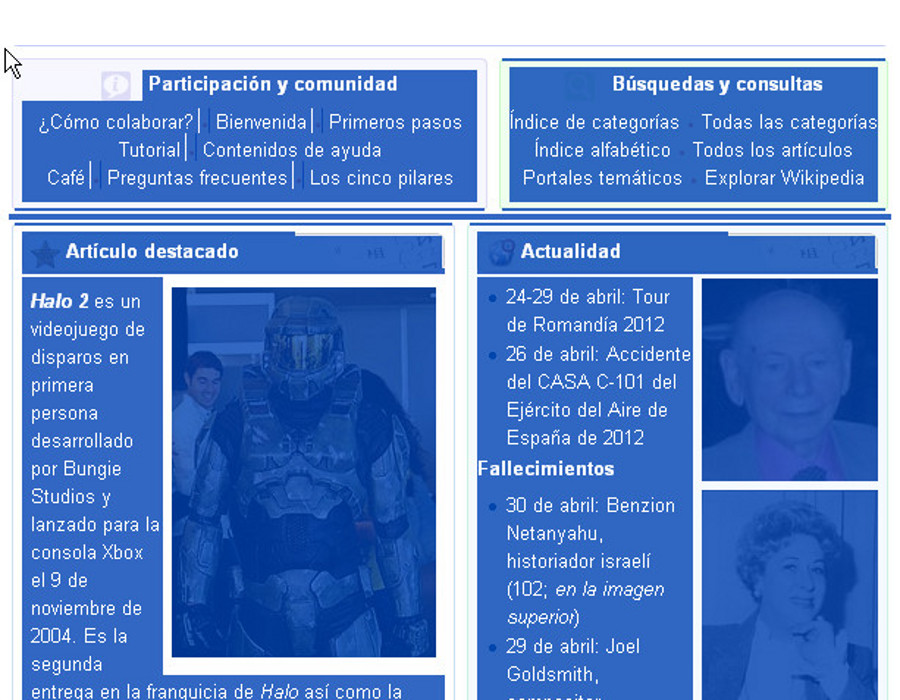 Participación y comunidad
¿Cómo colaborar? Bienvenida Primeros pasos
Tutorial Contenidos de ayuda
Café Preguntas frecuentes Los cinco pilares
Búsquedas y consultas
Índice de categorías Todas las categorías
Índice alfabético Todos los artículos
Portales temáticos Explorar Wikipedia
Artículo destacado
Halo 2 es un
videojuego de
disparos en
primera
persona
desarrollado
por Bungie
Studios y
lanzado para la
consola Xbox
el 9 de
noviembre de
2004. Es la
segunda
entrega en la franquicia de Halo así como la
Actualidad
24-29 de abril: Tour
de Romandía 2012
26 de abril: Accidente
del CASA C-101 del
Ejército del Aire de
España de 2012
Fallecimientos
30 de abril: Benzion
Netanyahu,
historiador israelí
(102; en la imagen
superior)
29 de abril: Joel
Goldsmith,